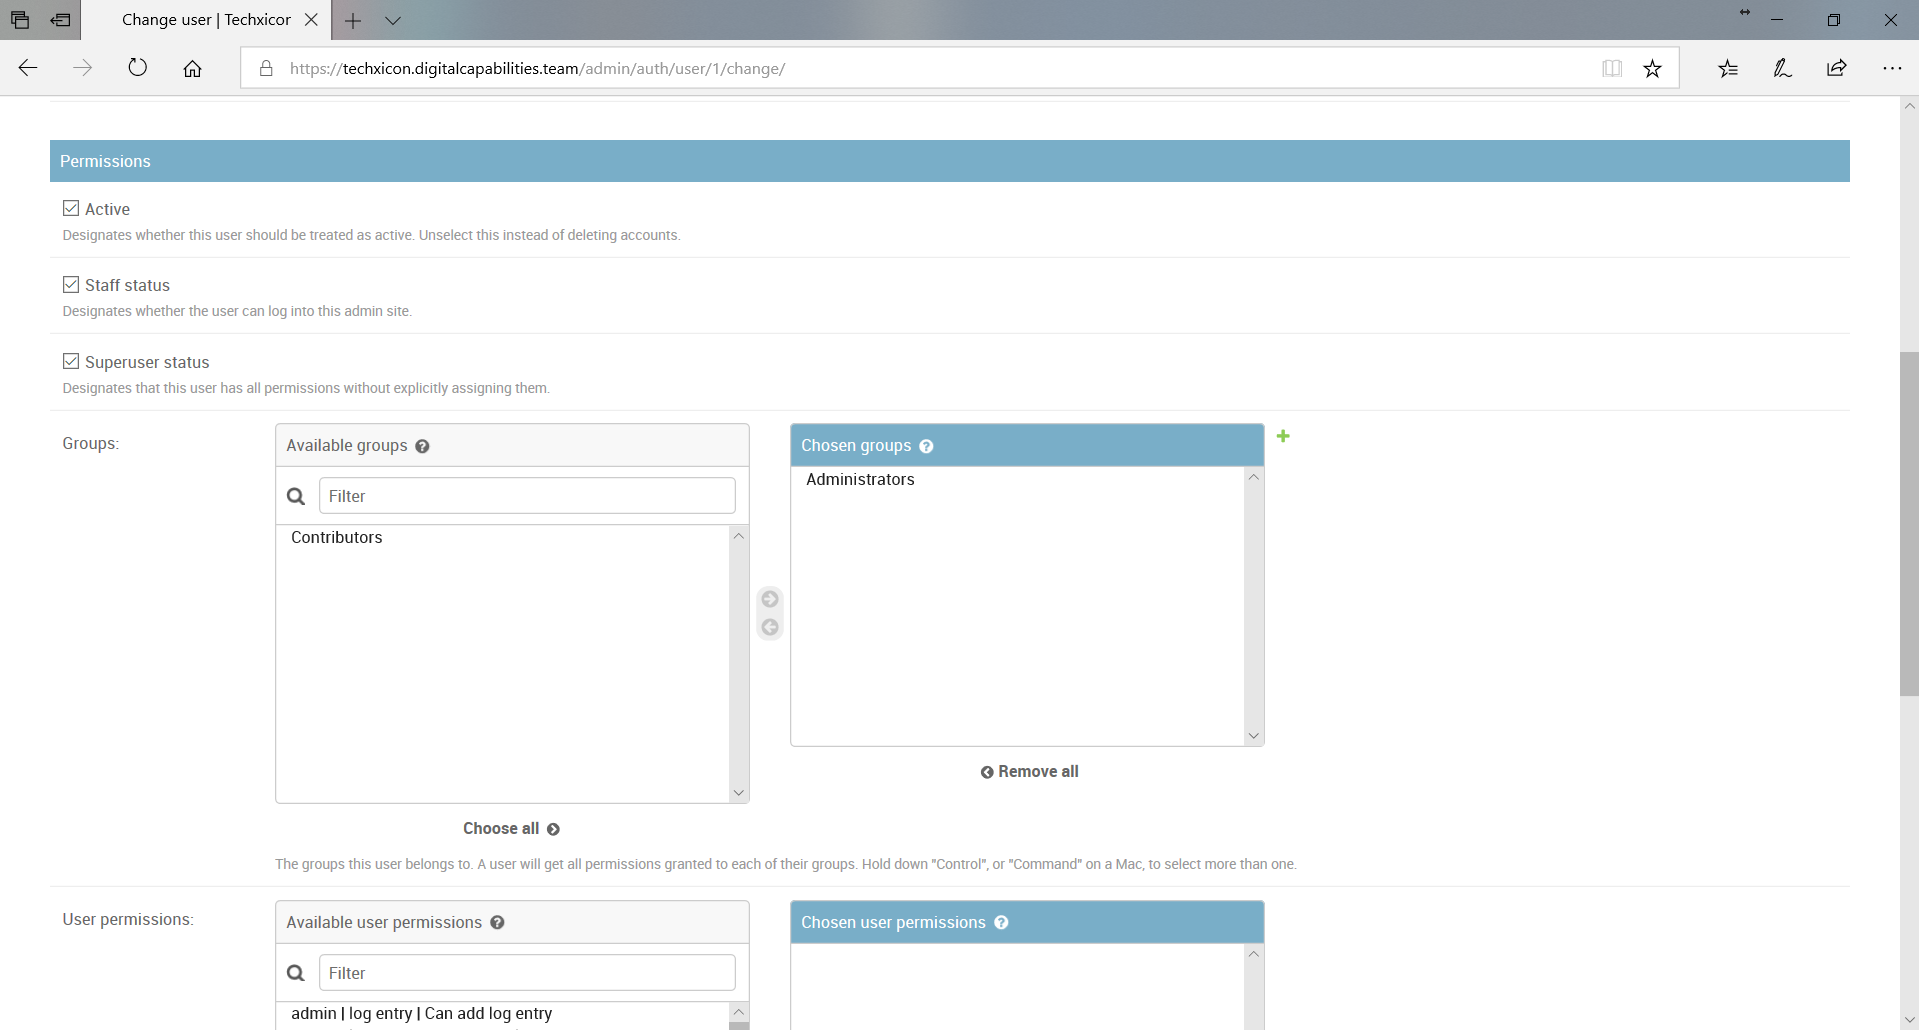 Change user | Techxicor
https://techxicon.digitalcapabilities.team/admin/auth/user/1/change/
Permissions
Active
Designates whether this user should be treated as active. Unselect this instead of deleting accounts.
Staff status
Designates whether the user can log into this admin site.
Superuser status
Designates that this user has all permissions without explicitly assigning them.
Groups:
Available groups ?
Filter
Contributors
Choose all
Chosen groups ?
Administrators
Remove all
The groups this user belongs to. A user will get all permissions granted to each of their groups. Hold down "Control", or "Command" on a Mac, to select more than one.
User permissions:
Available user permissions ?
Filter
admin | log entry | Can add log entry
Chosen user permissions ?